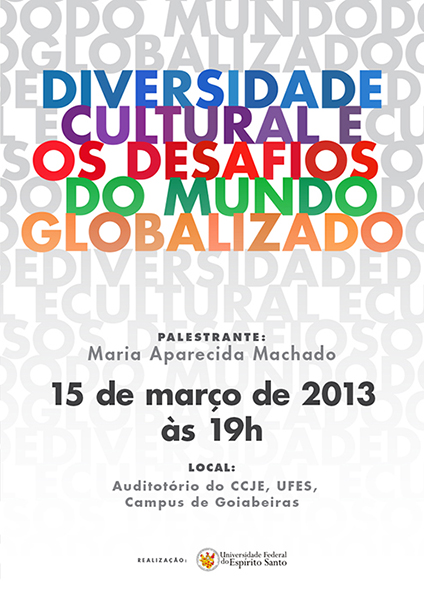 DIVERSIDADE
CULTURAL E
OS DESAFIOS
DO MUNDO
GLOBALIZADO
PALESTRANTE:
Maria Aparecida Machado
15 de março de 2013
às 19h
LOCAL:
Auditotório do CCJE, UFES,
Campus de Goiabeiras
REALIZAÇÃO:
Universidade Federal
do Espírito Santo